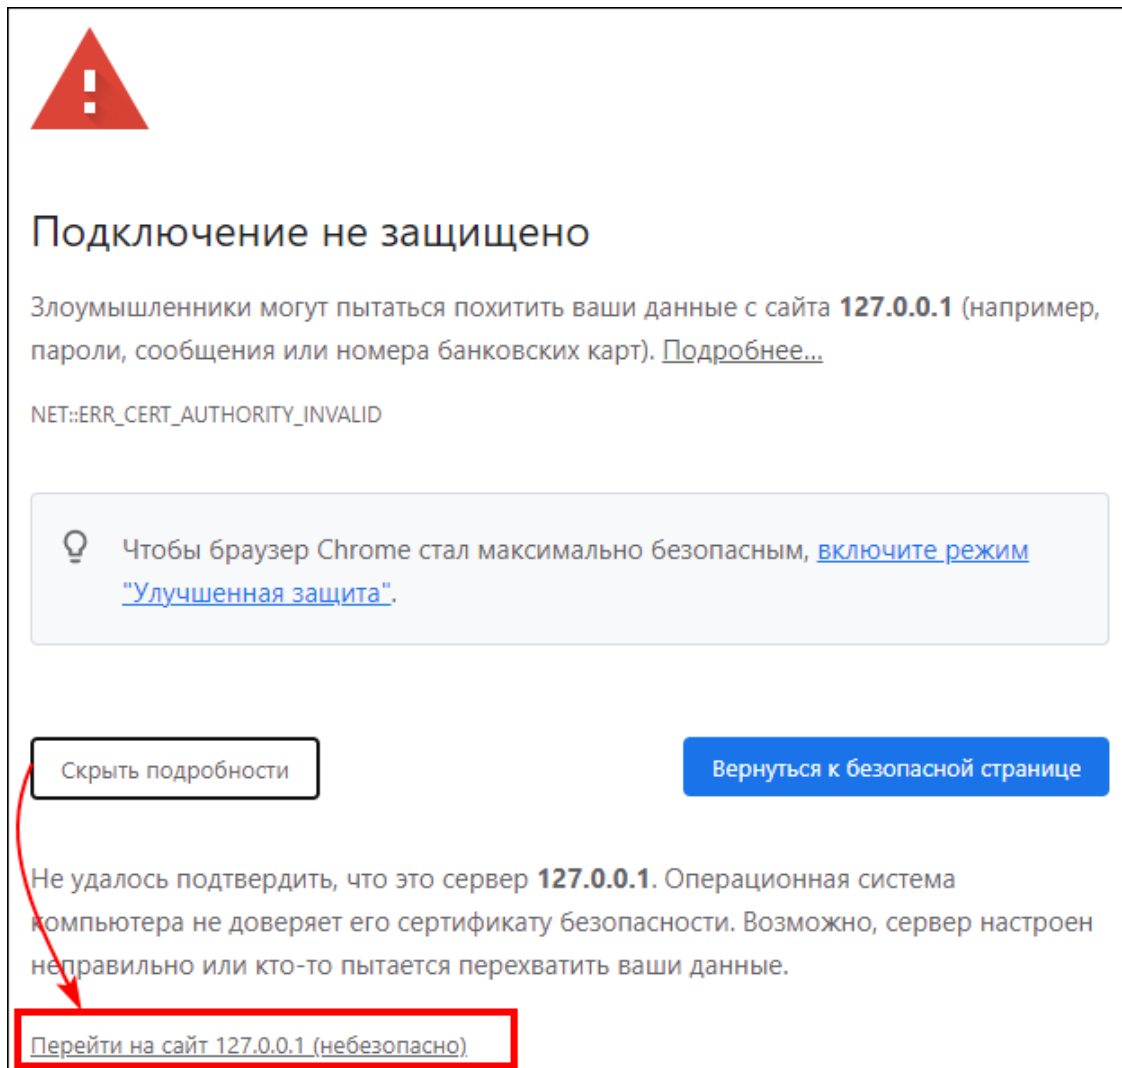 Подключение не защищено
Злоумышленники могут пытаться похитить ваши данные с сайта 127.0.0.1 (например,
пароли, сообщения или номера банковских карт). Подробнее...
NET::ERR_CERT_AUTHORITY_INVALID
Чтобы браузер Chrome стал максимально безопасным, включите режим
"Улучшенная защита".
Скрыть подробности
Вернуться к безопасной странице
Не удалось подтвердить, что это сервер 127.0.0.1. Операционная система
компьютера не доверяет его сертификату безопасности. Возможно, сервер настроен
неправильно или кто-то пытается перехватить ваши данные.
Перейти на сайт 127.0.0.1 (небезопасно)